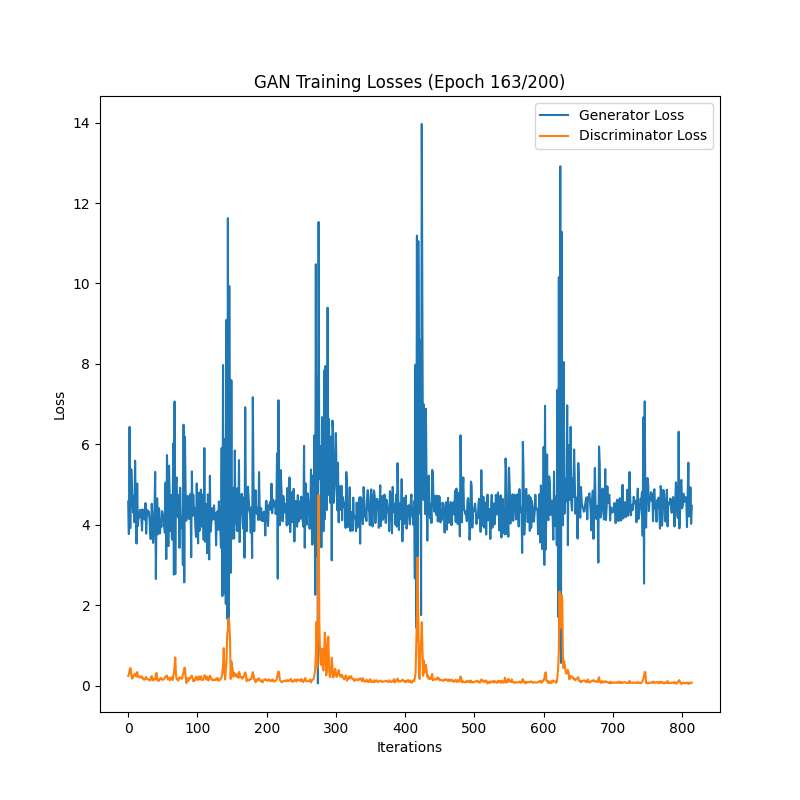 GAN Training Losses (Epoch 163/200)
Generator Loss
Discriminator Loss
14
12
10
8
6
4
2
0
Loss
0 100 200 300 400 500 600 700 800
Iterations